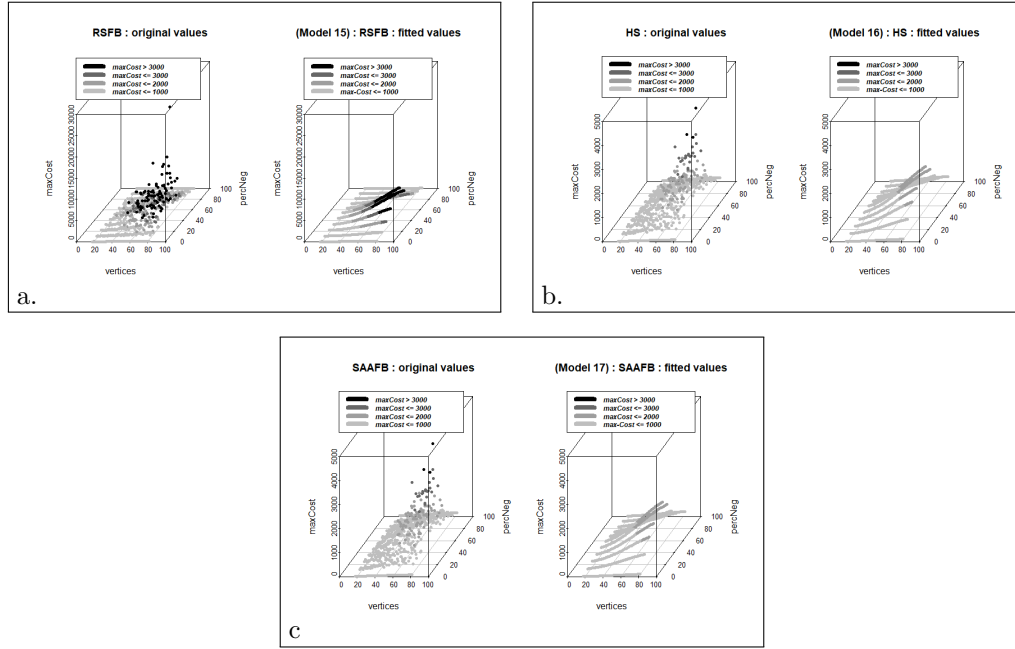 RSFB : original values
maxCost > 3000
maxCost <= 3000
maxCost <= 2000
maxCost <= 1000
maxCost
0 5000 10000 15000 20000 25000 30000
0 20 40 60 80 100
vertices
0 20 40 60 80 100
percNeg
(Model 15) : RSFB : fitted values
maxCost > 3000
maxCost <= 3000
maxCost <= 2000
max-Cost <= 1000
maxCost
0 5000 10000 15000 20000 25000 30000
0 20 40 60 80 100
vertices
0 20 40 60 80 100
percNeg
a.
HS : original values
maxCost > 3000
maxCost <= 3000
maxCost <= 2000
maxCost <= 1000
maxCost
0 1000 2000 3000 4000 5000
0 20 40 60 80 100
vertices
0 20 40 60 80 100
percNeg
(Model 16) : HS : fitted values
maxCost > 3000
maxCost <= 3000
maxCost <= 2000
max-Cost <= 1000
maxCost
0 1000 2000 3000 4000 5000
0 20 40 60 80 100
vertices
0 20 40 60 80 100
percNeg
b.
SAAFB : original values
maxCost > 3000
maxCost <= 3000
maxCost <= 2000
maxCost <= 1000
maxCost
0 1000 2000 3000 4000 5000
0 20 40 60 80 100
vertices
0 20 40 60 80 100
percNeg
(Model 17) : SAAFB : fitted values
maxCost > 3000
maxCost <= 3000
maxCost <= 2000
max-Cost <= 1000
maxCost
0 1000 2000 3000 4000 5000
0 20 40 60 80 100
vertices
0 20 40 60 80 100
percNeg
c